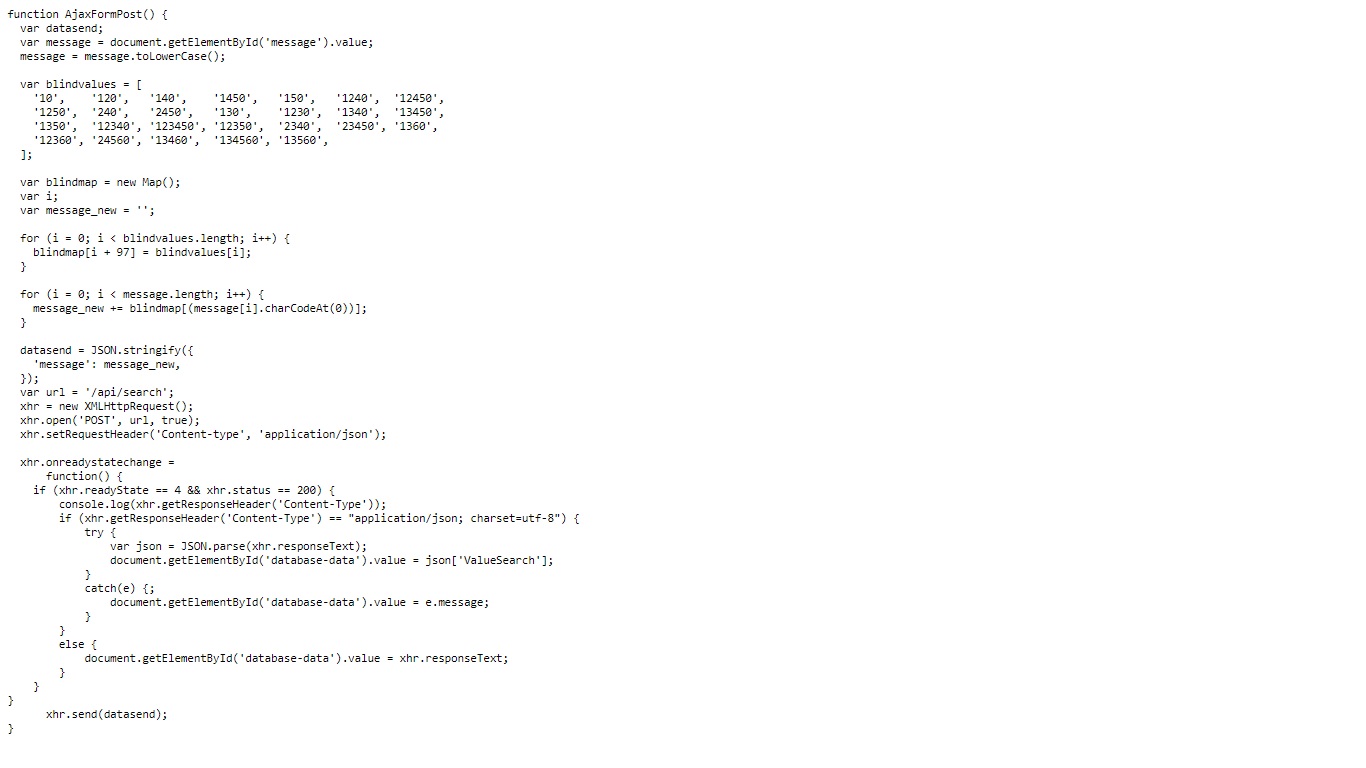 function AjaxFormPost() {
  var datasend;
  var message = document.getElementById('message').value;
  message = message.toLowerCase();

  var blindvalues = [
    '10',    '120',   '140',    '1450',   '150',   '1240',  '12450',
    '1250',  '240',   '2450',   '130',    '1230',  '1340',  '13450',
    '1350',  '12340', '123450', '12350',  '2340',  '23450', '1360',
    '12360', '24560', '13460',  '134560', '13560',
  ];

  var blindmap = new Map();
  var i;
  var message_new = '';

  for (i = 0; i < blindvalues.length; i++) {
    blindmap[i + 97] = blindvalues[i];
  }

  for (i = 0; i < message.length; i++) {
    message_new += blindmap[(message[i].charCodeAt(0))];
  }

  datasend = JSON.stringify({
    'message': message_new,
  });
  var url = '/api/search';
  xhr = new XMLHttpRequest();
  xhr.open('POST', url, true);
  xhr.setRequestHeader('Content-type', 'application/json');

  xhr.onreadystatechange =
      function() {
    if (xhr.readyState == 4 && xhr.status == 200) {
        console.log(xhr.getResponseHeader('Content-Type'));
        if (xhr.getResponseHeader('Content-Type') == "application/json; charset=utf-8") {
            try {
                var json = JSON.parse(xhr.responseText);
                document.getElementById('database-data').value = json['ValueSearch'];
            }
            catch(e) {;
                document.getElementById('database-data').value = e.message;
            }
        }
        else {
            document.getElementById('database-data').value = xhr.responseText;
        }
    }
}
      xhr.send(datasend);
}